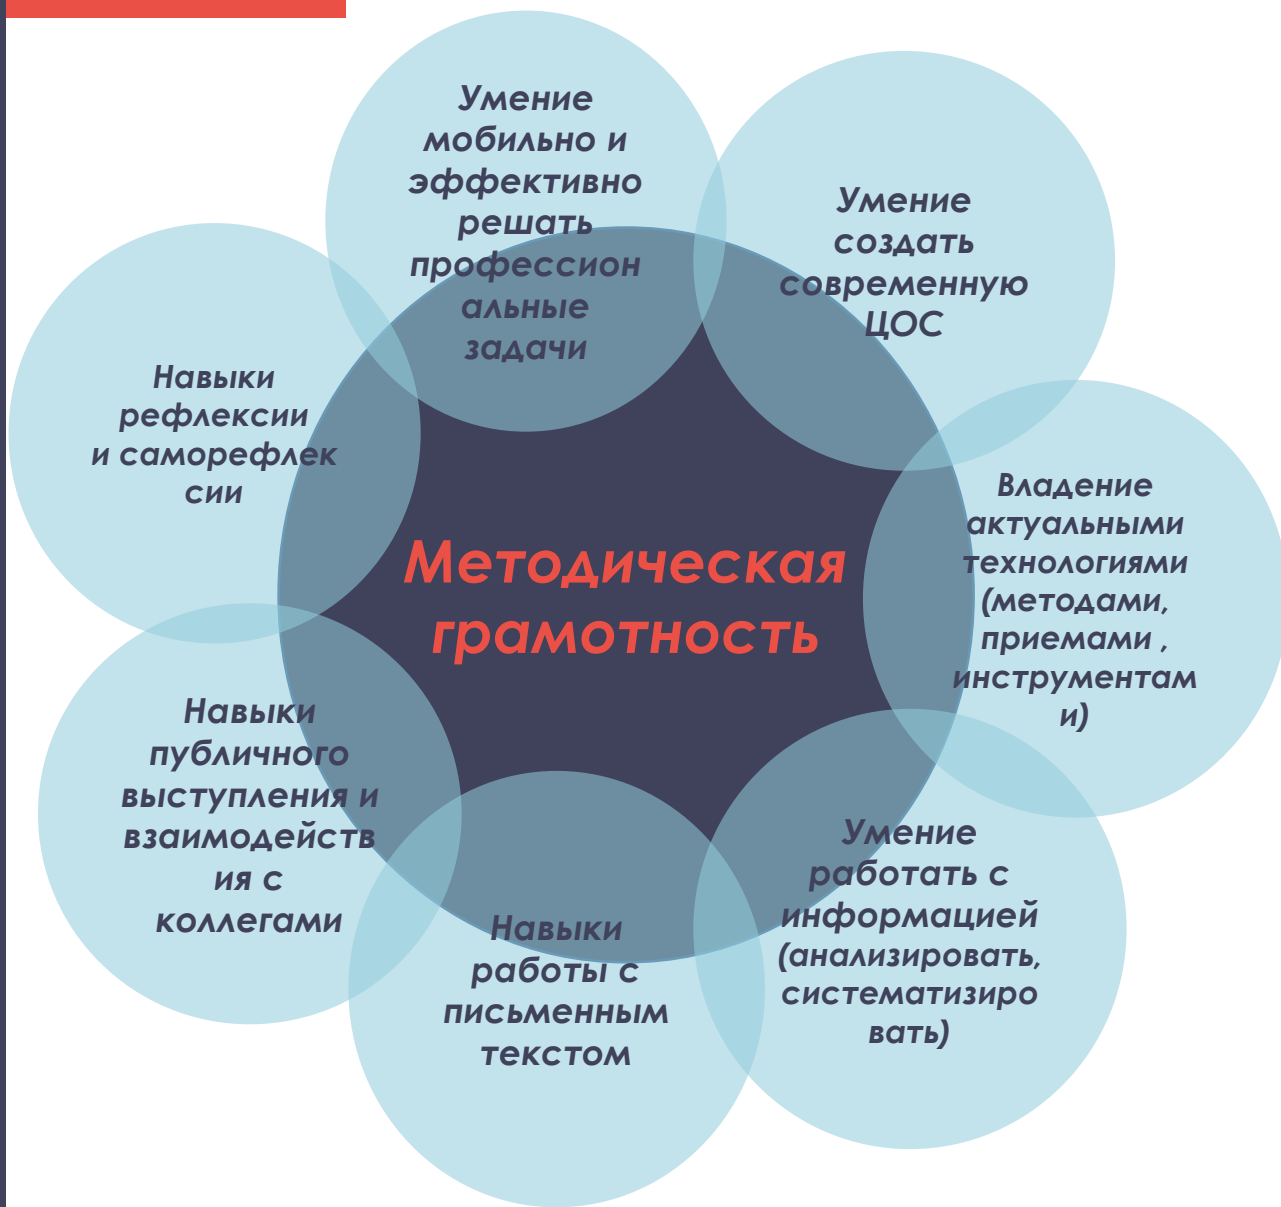 Умение
мобильно и
эффективно
решать
профессион
альные
задачи
Умение
создать
современную
ЦОС
Владение
актуальными
технологиями
(методами,
приемами ,
инструментам
и)
Умение
работать с
информацией
(анализировать,
систематизиро
вать)
Навыки
работы с
письменным
текстом
Навыки
публичного
выступления и
взаимодейств
ия с
коллегами
Навыки
рефлексии
и саморефлек
сии
Методическая
грамотность